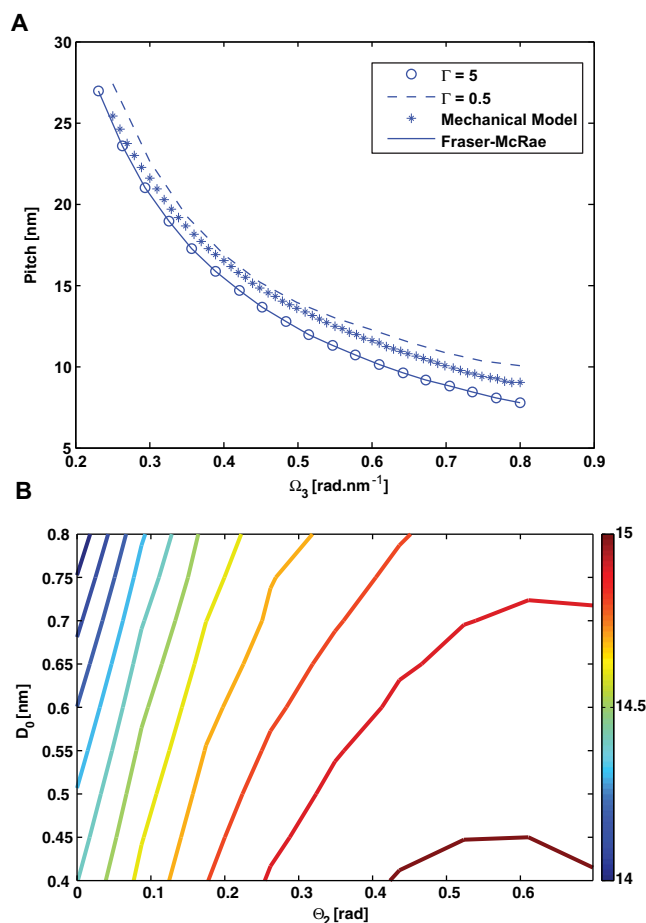 A
30
25
20
15
10
5
Pitch [nm]
Γ = 5
Γ = 0.5
Mechanical Model
Fraser-McRae
0.2 0.3 0.4 0.5 0.6 0.7 0.8 0.9
Ω3 [rad.nm-1]
B
0.8
0.75
0.7
0.65
0.6
0.55
0.5
0.45
0.4
D0 [nm]
0 0.1 0.2 0.3 0.4 0.5 0.6
Θ2 [rad]
15
14.5
14